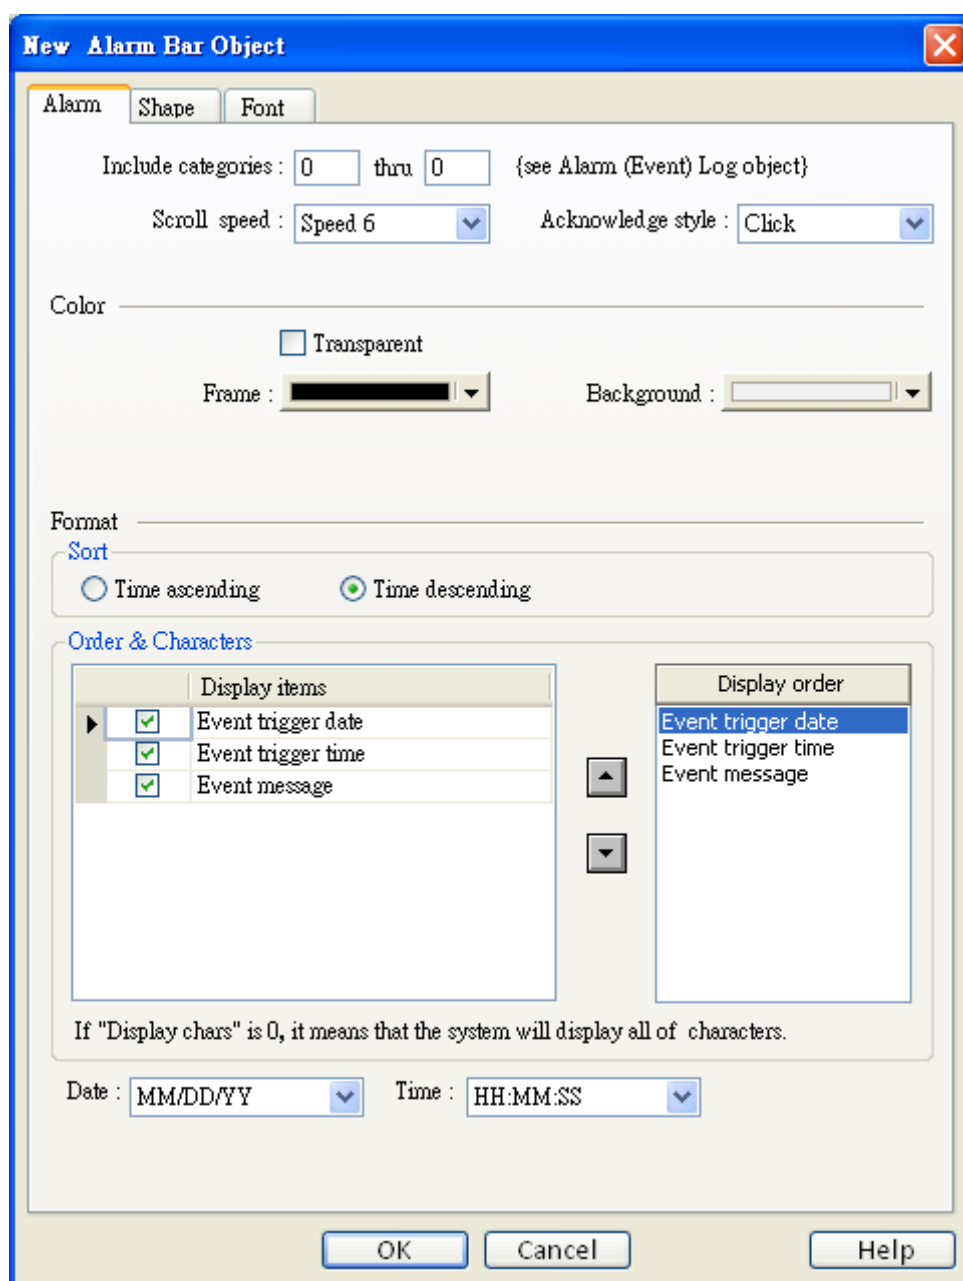 New Alarm Bar Object
Alarm Shape Font
Include categories : 0 thru 0 {see Alarm (Event) Log object}
Scroll speed : Speed 6 Acknowledge style : Click
Color
Transparent
Frame : Background :
Format
Sort
Time ascending Time descending
Order & Characters
Display items Display order
Event trigger date Event trigger date
Event trigger time Event trigger time
Event message Event message
If "Display chars" is 0, it means that the system will display all of characters.
Date : MM/DD/YY Time : HH:MM:SS
OK Cancel Help